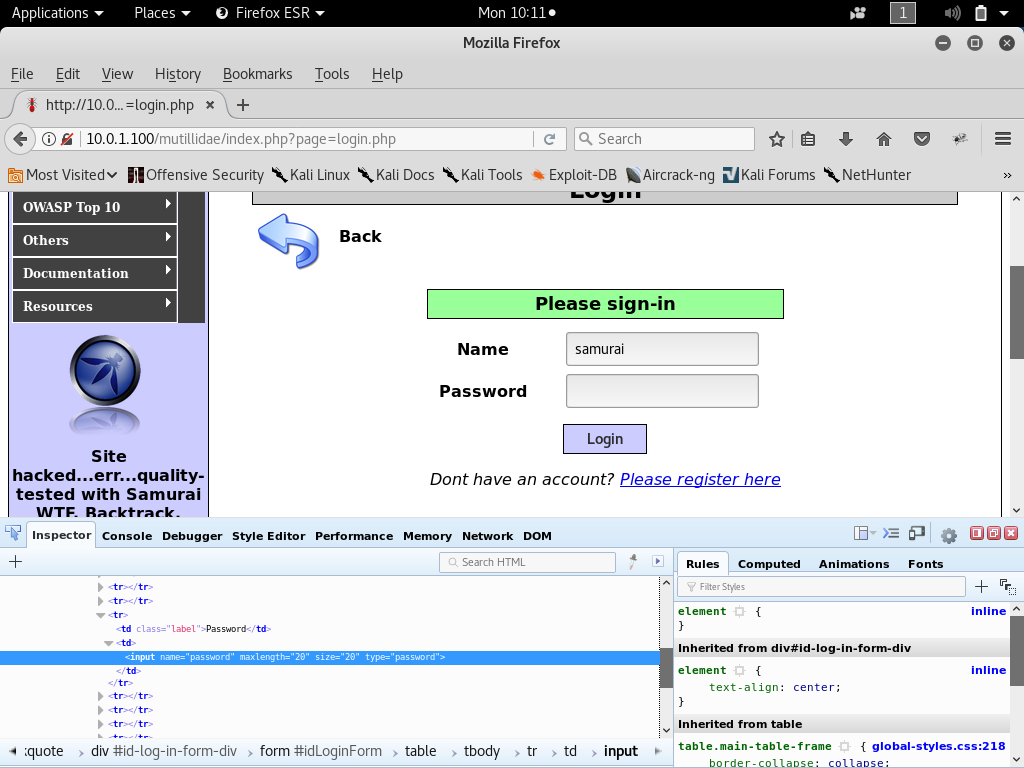 Applications Places Firefox ESR Mon 10:11 1
Mozilla Firefox
File Edit View History Bookmarks Tools Help
http://10.0... =login.php
10.0.1.100/mutillidae/index.php?page=login.php Search
Most Visited Offensive Security Kali Linux Kali Docs Kali Tools Exploit-DB Aircrack-ng Kali Forums NetHunter »
Login
OWASP Top 10
Others
Documentation
Resources
Site
hacked...err...quality-
tested with Samurai
WTF, Backtrack,
Back
Please sign-in
Name samurai
Password
Login
Dont have an account? Please register here
Inspector Console Debugger Style Editor Performance Memory Network DOM
Search HTML
<tr></tr>
<tr></tr>
<tr>
<td class="label">Password</td>
<td>
<input name="password" maxlength="20" size="20" type="password">
</td>
</tr>
<tr></tr>
<tr></tr>
<tr></tr>
<tr></tr>
:quote div #id-log-in-form-div form #idLoginForm table tbody tr td input
Rules Computed Animations Fonts
Filter Styles
element { inline
}
Inherited from div#id-log-in-form-div
element { inline
text-align: center;
}
Inherited from table
table.main-table-frame { global-styles.css:218
border-collapse: collapse;